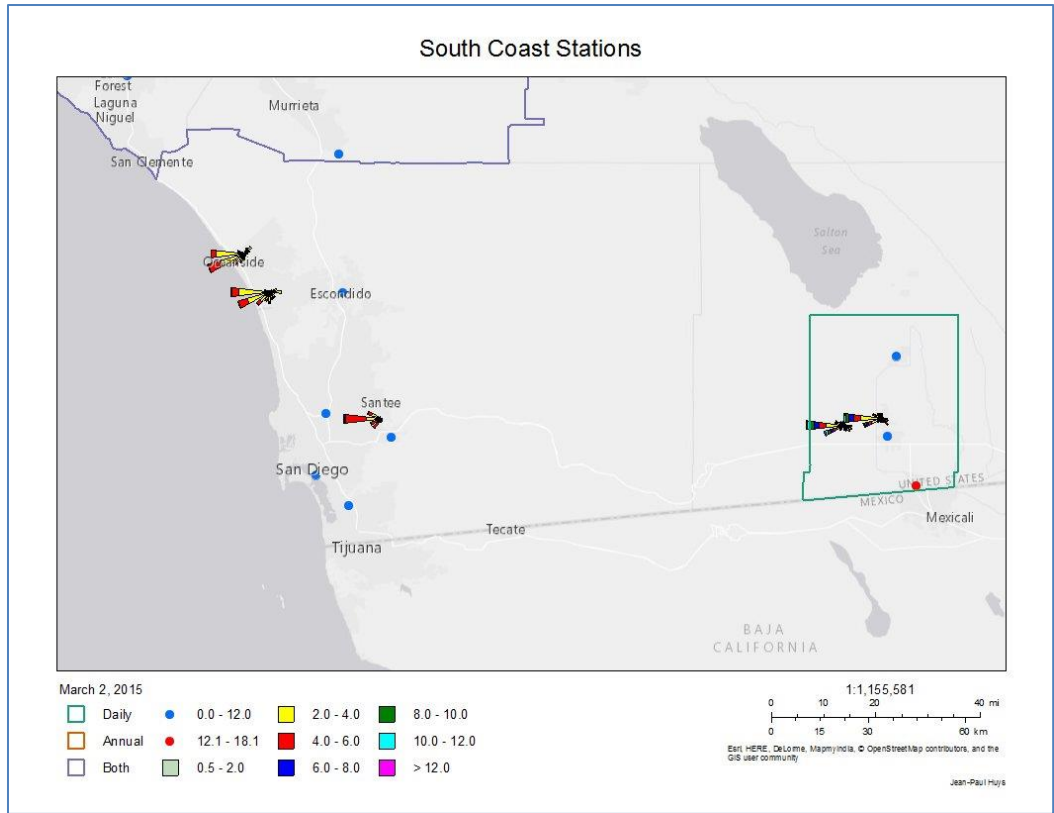 South Coast Stations
Forest
Laguna
Niguel
Murrieta
San Clemente
Salton
Sea
Oceanside
Escondido
Santee
San Diego
UNITED STATES
MEXICO
Mexicali
Tecate
Tijuana
BAJA
CALIFORNIA
March 2, 2015
Daily
0.0 - 12.0
2.0 - 4.0
8.0 - 10.0
Annual
12.1 - 18.1
4.0 - 6.0
10.0 - 12.0
Both
0.5 - 2.0
6.0 - 8.0
> 12.0
1:1,155,581
0 10 20 40 mi
0 15 30 60 km
Esri, HERE, DeLorme, MapmyIndia, © OpenStreetMap contributors, and the
GIS user community
Jean-Paul Huys